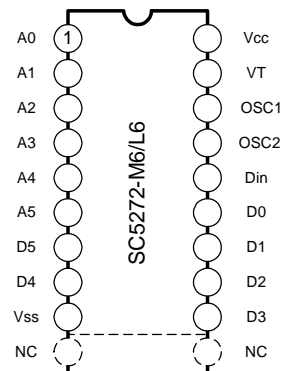 A0 1 Vcc
A1 VT
A2 OSC1
A3 OSC2
A4 Din
A5 D0
D5 D1
D4 D2
Vss D3
NC NC
SC5272-M6/L6